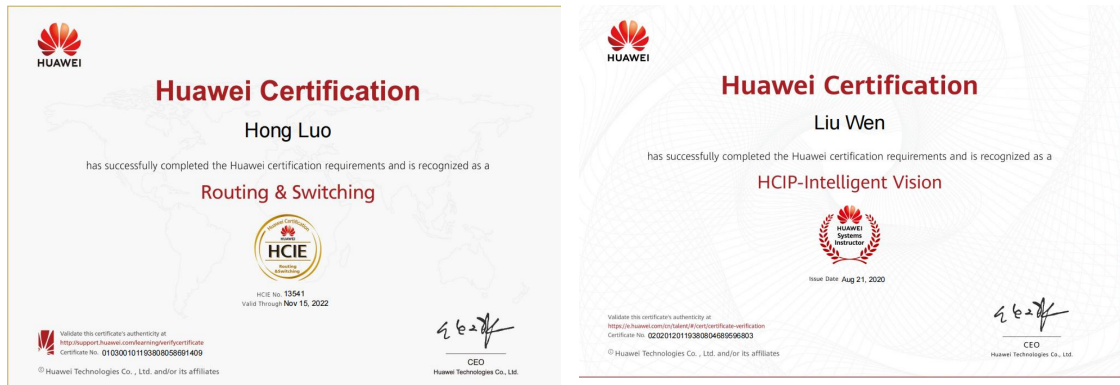 HUAWEI
Huawei Certification
Hong Luo
has successfully completed the Huawei certification requirements and is recognized as a
Routing & Switching
Huawei Certification
HUAWEI
HCIE
Routing
&Switching
HCIE No. 13541
Valid Through Nov 15, 2022
Validate this certificate's authenticity at
http://support.huawei.com/learning/verifycertificate
Certificate No. 010300101193808058691409
CEO
Huawei Technologies Co., Ltd.
© Huawei Technologies Co. , Ltd. and/or its affiliates
HUAWEI
Huawei Certification
Liu Wen
has successfully completed the Huawei certification requirements and is recognized as a
HCIP-Intelligent Vision
HUAWEI
Systems
Instructor
Issue Date Aug 21, 2020
Validate this certificate's authenticity at
https://e.huawei.com/cn/talent/#/cert/certificate-verification
Certificate No. 020201201193808046895968​03
CEO
Huawei Technologies Co., Ltd.
© Huawei Technologies Co. , Ltd. and/or its affiliates